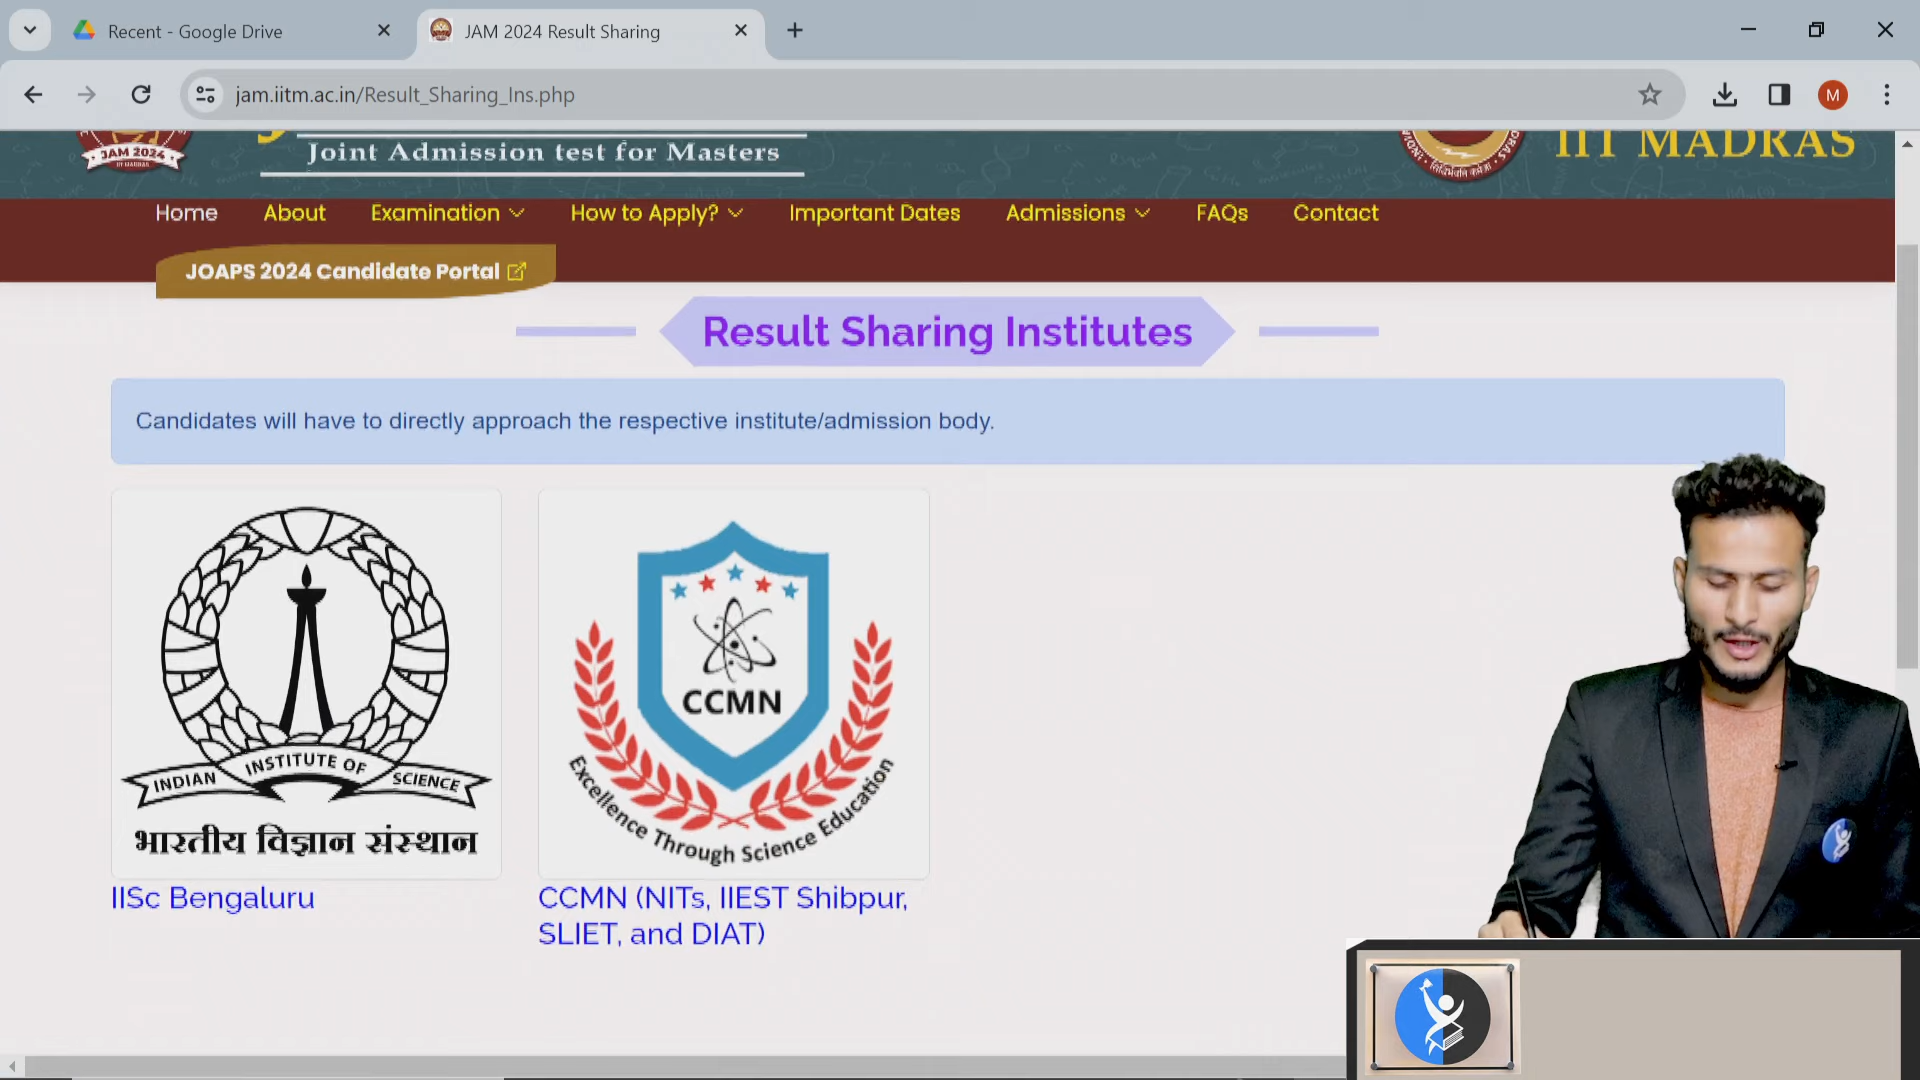 Recent - Google Drive
JAM 2024 Result Sharing
jam.iitm.ac.in/Result_Sharing_Ins.php
M
JAM 2024
Joint Admission test for Masters
IIT MADRAS
Home About Examination How to Apply? Important Dates Admissions FAQs Contact
JOAPS 2024 Candidate Portal
Result Sharing Institutes
Candidates will have to directly approach the respective institute/admission body.
INDIAN INSTITUTE OF SCIENCE
भारतीय विज्ञान संस्थान
CCMN
Excellence Through Science Education
IISc Bengaluru
CCMN (NITs, IIEST Shibpur,
SLIET, and DIAT)